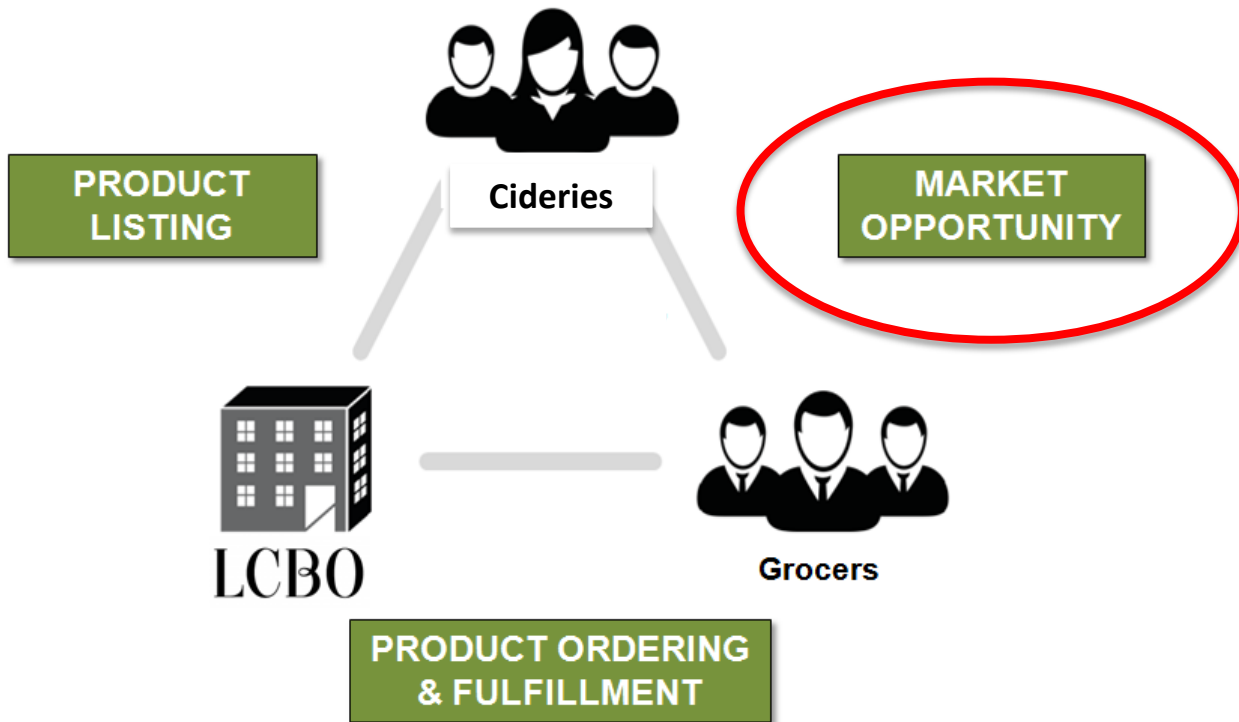 Cideries
PRODUCT
LISTING
MARKET
OPPORTUNITY
LCBO
Grocers
PRODUCT ORDERING
& FULFILLMENT